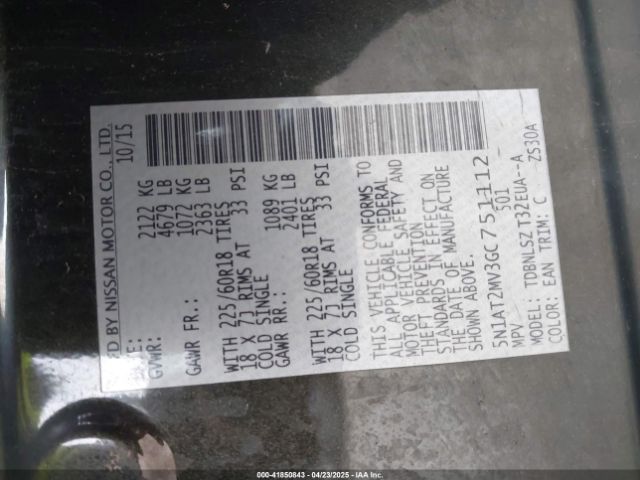 ED BY NISSAN MOTOR CO., LTD.
TE: 10/15
GVWR: 2122 KG
4679 LB
GAWR FR.: 1072 KG
2363 LB
WITH 225/60R18 TIRES
18 X 7J RIMS AT 33 PSI
COLD SINGLE
GAWR RR.: 1089 KG
2401 LB
WITH 225/60R18 TIRES
18 X 7J RIMS AT 33 PSI
COLD SINGLE
THIS VEHICLE CONFORMS TO
ALL APPLICABLE FEDERAL
MOTOR VEHICLE SAFETY AND
THEFT PREVENTION
STANDARDS IN EFFECT ON
THE DATE OF MANUFACTURE
SHOWN ABOVE.
5N1AT2MV3GC751112
MPV 501
MODEL: TDBNLSZT32EUA--A
COLOR: EAN TRIM: C ZS30A
000-41850843 - 04/23/2025 - IAA Inc.